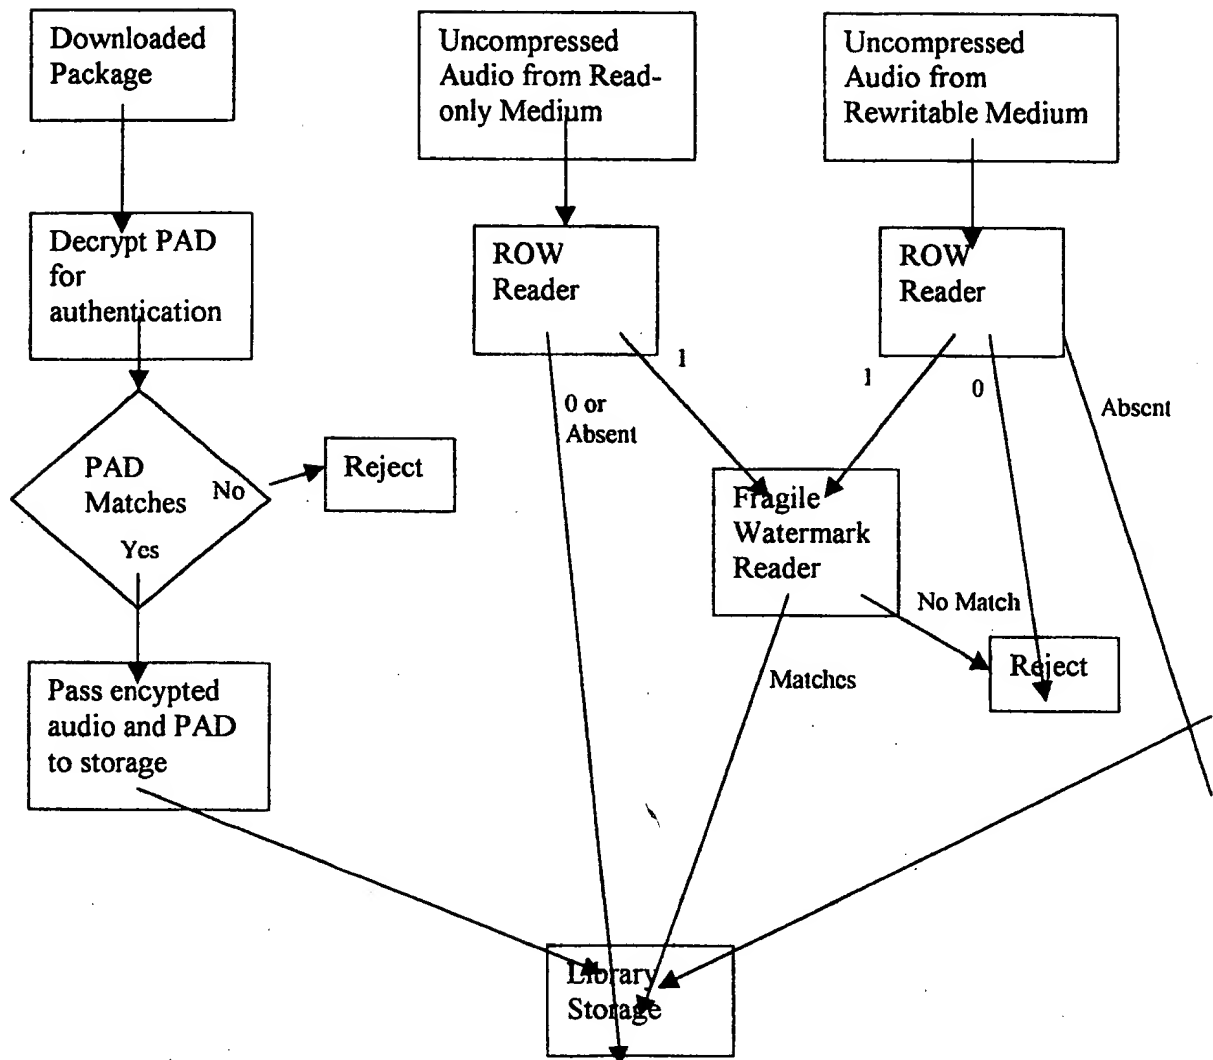 Downloaded
Package
Uncompressed
Audio from Read-
only Medium
Uncompressed
Audio from
Rewritable Medium
Decrypt PAD
for
authentication
ROW
Reader
ROW
Reader
1
0 or
Absent
1
0
Absent
PAD
Matches
No
Yes
Reject
Fragile
Watermark
Reader
No Match
Reject
Matches
Pass encypted
audio and PAD
to storage
Library
Storage